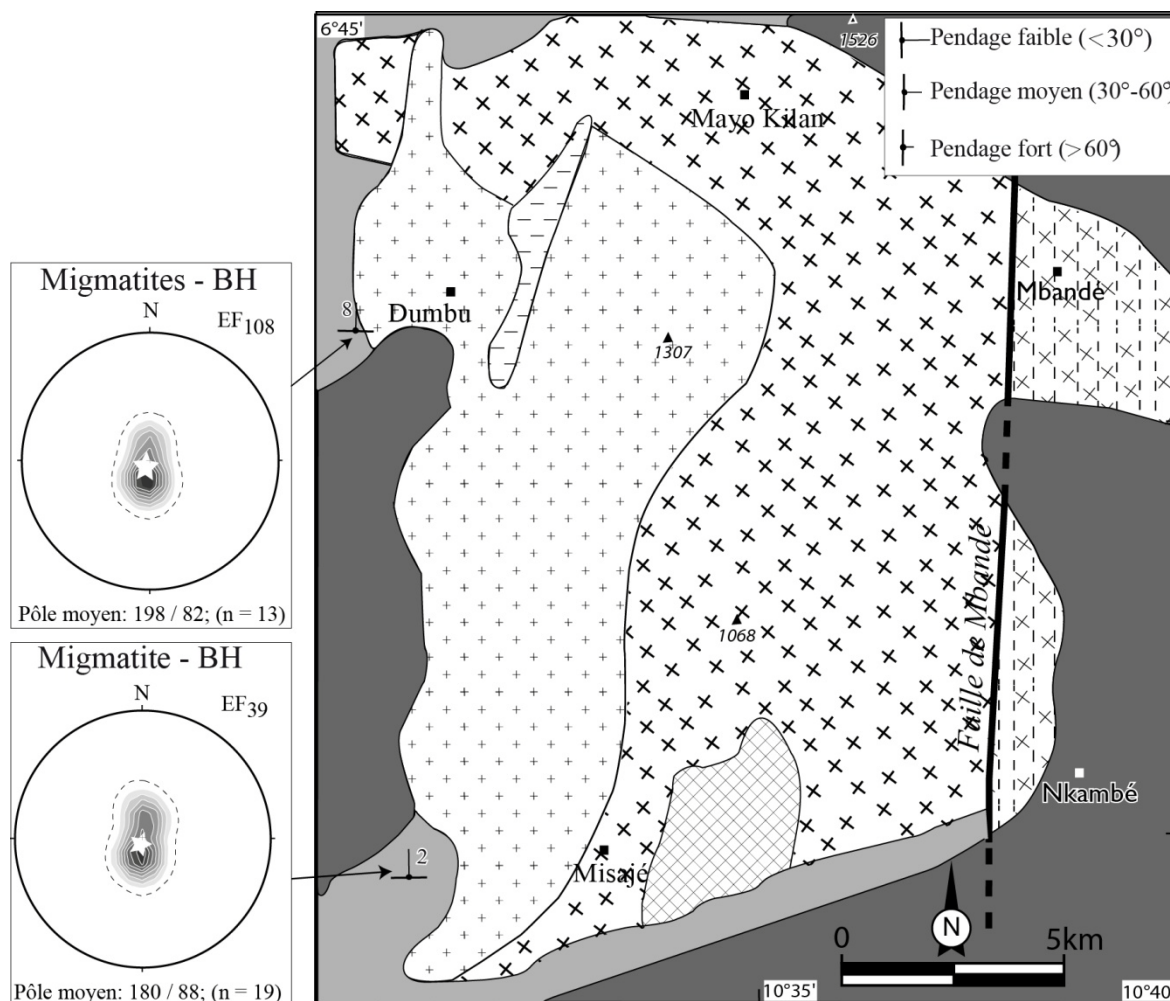 Migmatites - BH
N
EF108
Pôle moyen: 198 / 82; (n = 13)
Migmatite - BH
N
EF39
Pôle moyen: 180 / 88; (n = 19)
6°45'
1526
Pendage faible (<30°)
Pendage moyen (30°-60°
Pendage fort (>60°)
Mayo Kilan
Mbandé
8
Dumbu
1307
1068
Faille de Mbande
Nkambé
2
Misajé
N
0
5km
10°35'
10°40'